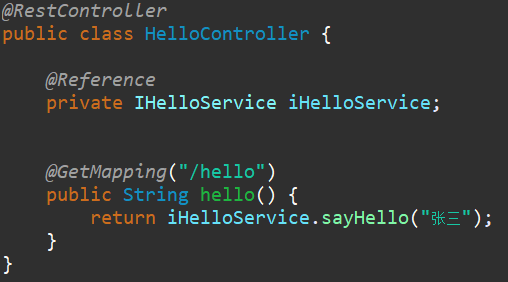 @RestController
public class HelloController {
@Reference
private IHelloService iHelloService;
@GetMapping("/hello")
public String hello() {
return iHelloService.sayHello("张三");
}
}